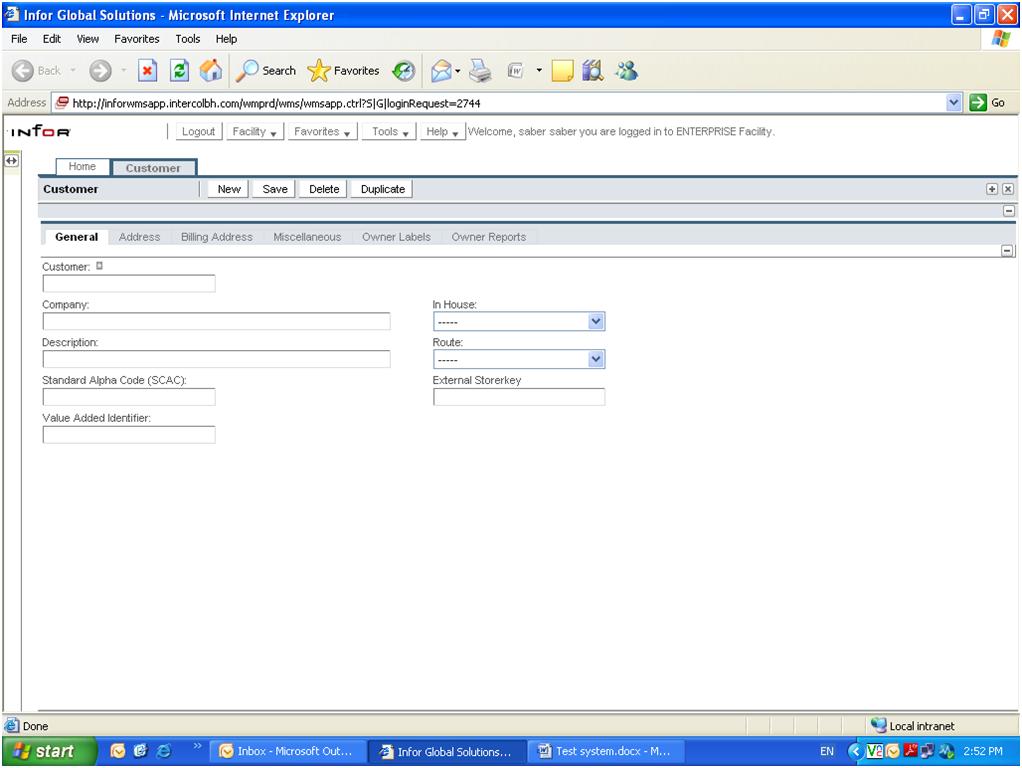 Infor Global Solutions - Microsoft Internet Explorer
File Edit View Favorites Tools Help
Back Search Favorites
Address http://inforwmsapp.intercolbh.com/wmprd/wms/wmsapp.ctrl?S|G|loginRequest=2744 Go
INFOR Logout Facility Favorites Tools Help Welcome, saber saber you are logged in to ENTERPRISE Facility.
Home Customer
Customer New Save Delete Duplicate
General Address Billing Address Miscellaneous Owner Labels Owner Reports
Customer:
Company: In House:
-----
Description: Route:
-----
Standard Alpha Code (SCAC): External Storerkey
Value Added Identifier:
Done Local intranet
start Inbox - Microsoft Out... Infor Global Solutions... Test system.docx - M... EN 2:52 PM